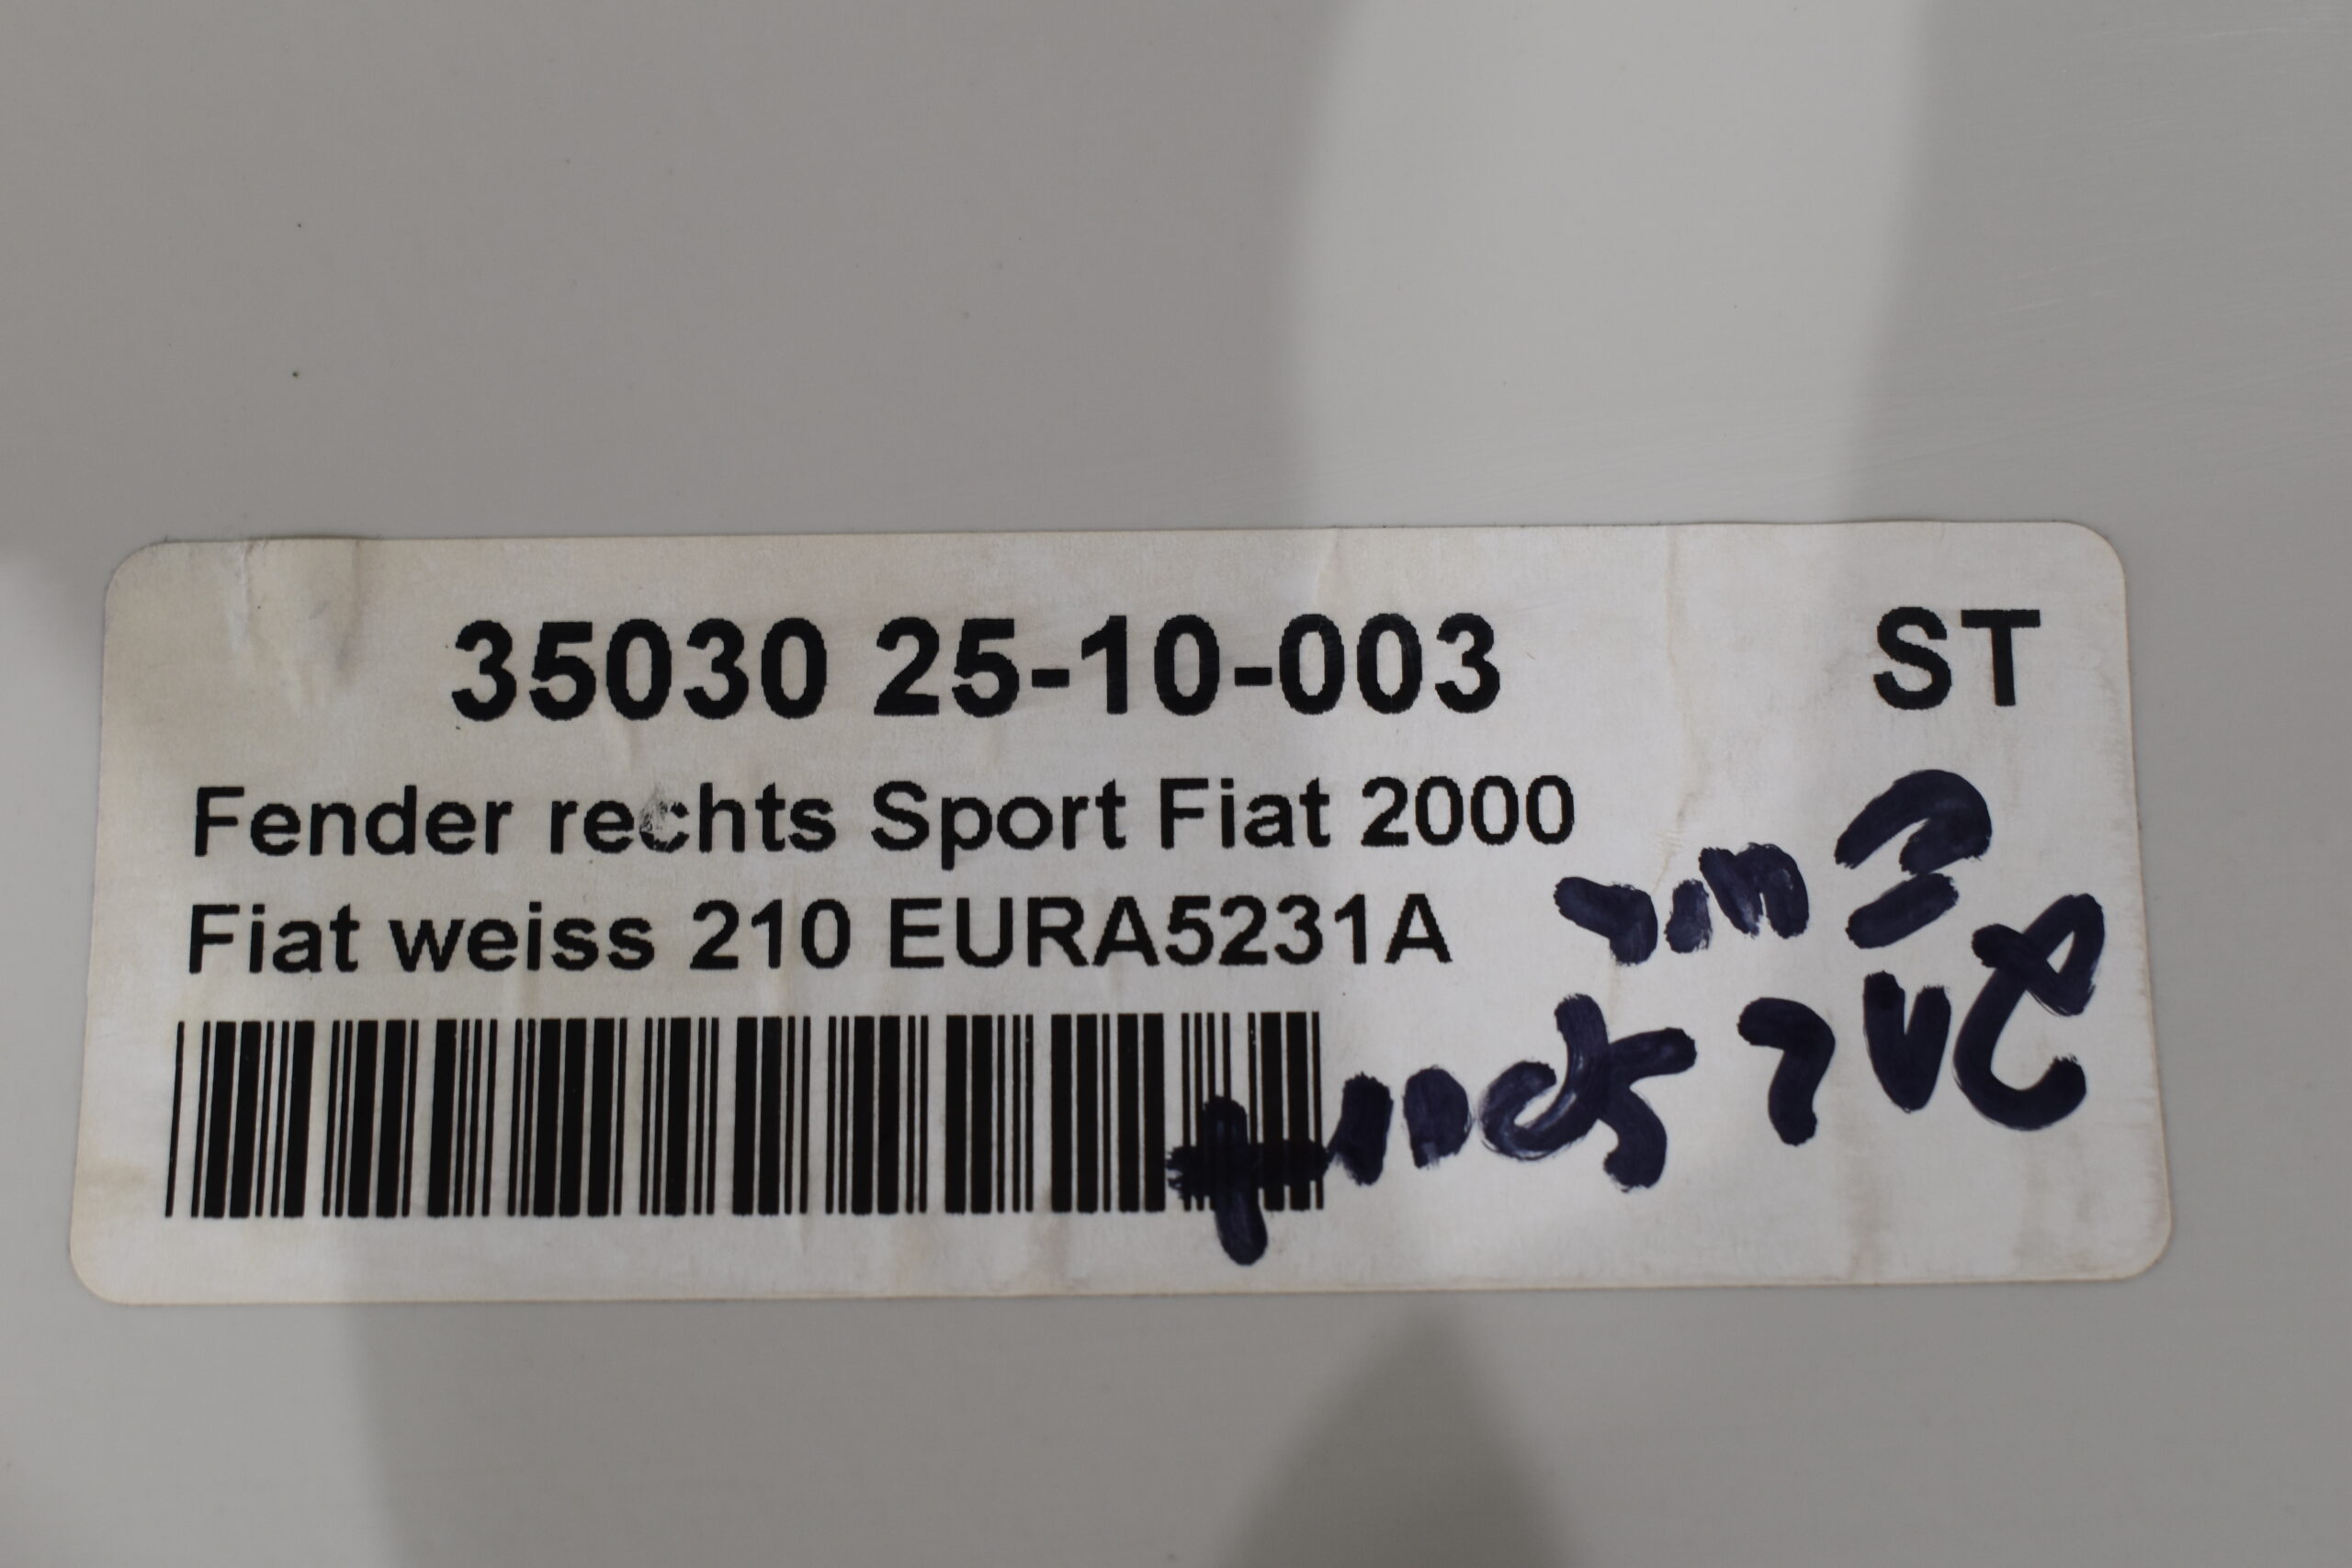 35030 25-10-003
ST
Fender rechts Sport Fiat 2000
Fiat weiss 210 EURA5231A